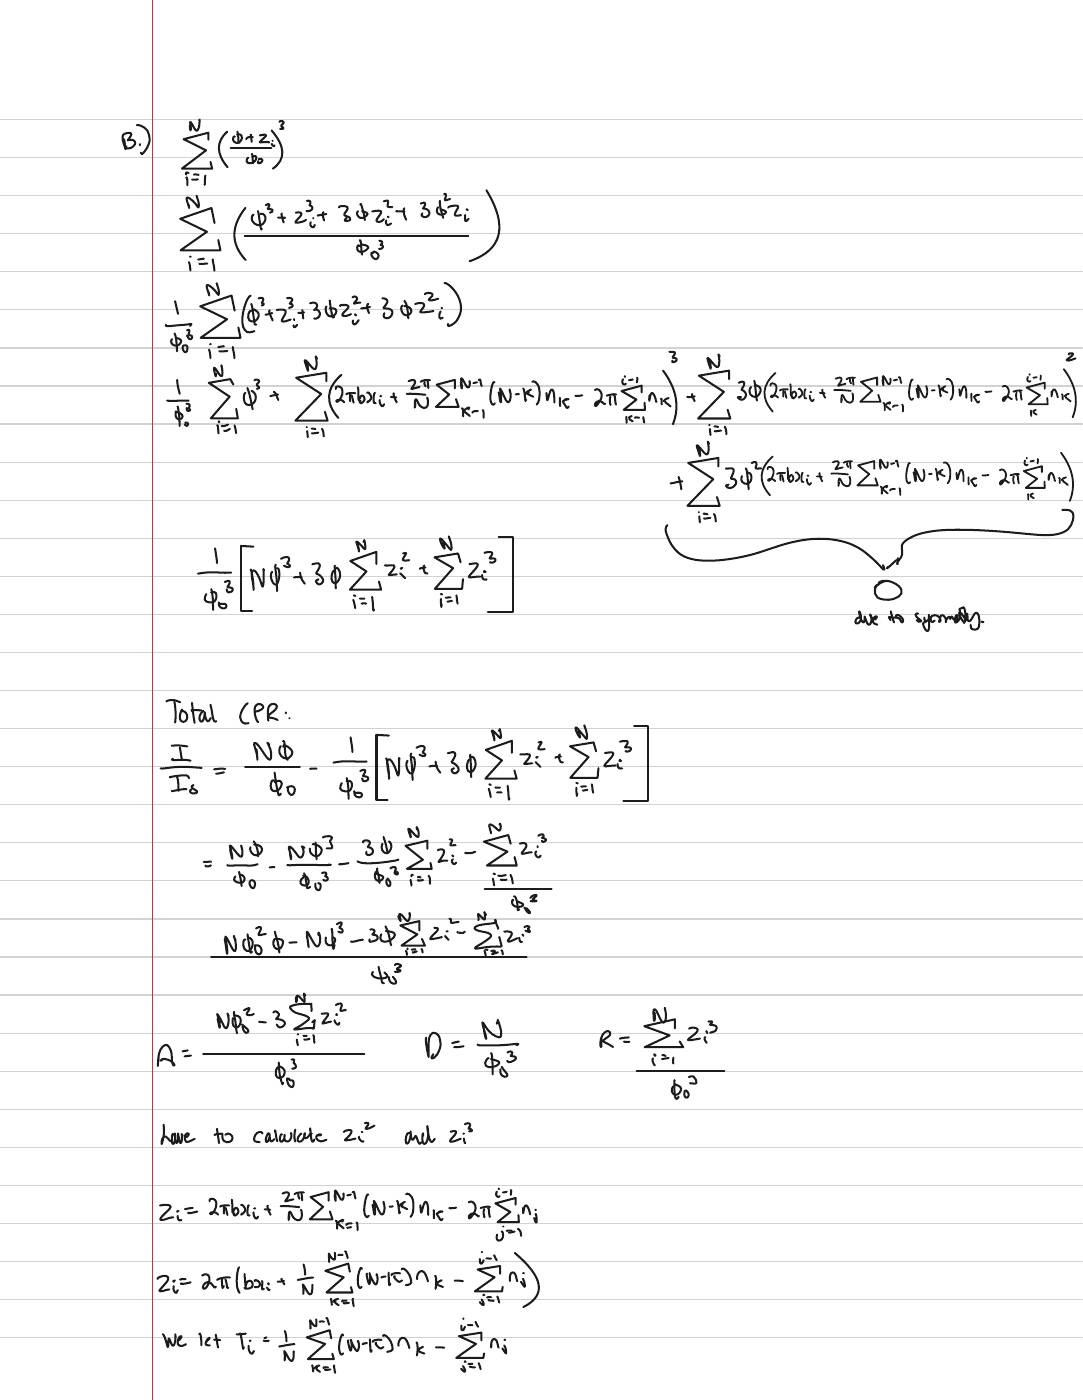 B.) \sum_{i=1}^{N} \left( \frac{\phi + z_i}{\phi_0} \right)^3
\sum_{i=1}^{N} \left( \frac{\phi^3 + z_i^3 + 3\phi z_i^2 + 3\phi^2 z_i}{\phi_0^3} \right)
\frac{1}{\phi_0^3} \sum_{i=1}^{N} \left( \phi^3 + z_i^3 + 3\phi z_i^2 + 3\phi z_i^2 \right)
\frac{1}{\phi_0^3} \sum_{i=1}^{N} \phi^3 + \sum_{i=1}^{N} \left( 2\pi b x_i + \frac{2\pi}{N} \sum_{k-1}^{N-1} (N-k) n_k - 2\pi \sum_{k-1}^{i-1} n_k \right)^3 + \sum_{i=1}^{N} 3\phi \left( 2\pi b x_i + \frac{2\pi}{N} \sum_{k-1}^{N-1} (N-k) n_k - 2\pi \sum_{k}^{i-1} n_k \right)^2
+ \sum_{i=1}^{N} 3\phi^2 \left( 2\pi b x_i + \frac{2\pi}{N} \sum_{k-1}^{N-1} (N-k) n_k - 2\pi \sum_{k}^{i-1} n_k \right)
0
due to symmetry.
\frac{1}{\phi_0^3} \left[ N\phi^3 + 3\phi \sum_{i=1}^{N} z_i^2 + \sum_{i=1}^{N} z_i^3 \right]
Total CPR:
\frac{I}{I_0} = \frac{N\phi}{\phi_0} - \frac{1}{\phi_0^3} \left[ N\phi^3 + 3\phi \sum_{i=1}^{N} z_i^2 + \sum_{i=1}^{N} z_i^3 \right]
= \frac{N\phi}{\phi_0} - \frac{N\phi^3}{\phi_0^3} - \frac{3\phi}{\phi_0^3} \sum_{i=1}^{N} z_i^2 - \frac{\sum_{i=1}^{N} z_i^3}{\phi_0^2}
\frac{N\phi_0^2 \phi - N\phi^3 - 3\phi \sum_{i=1}^{N} z_i^2 - \sum_{i=1}^{N} z_i^3}{\phi_0^3}
A = \frac{N\phi_0^2 - 3 \sum_{i=1}^{N} z_i^2}{\phi_0^3} D = \frac{N}{\phi_0^3} R = \frac{\sum_{i=1}^{N} z_i^3}{\phi_0^3}
have to calculate z_i^2 and z_i^3
z_i = 2\pi b x_i + \frac{2\pi}{N} \sum_{k=1}^{N-1} (N-k) n_k - 2\pi \sum_{j=1}^{i-1} n_j
z_i = 2\pi \left( b x_i + \frac{1}{N} \sum_{k=1}^{N-1} (N-k) n_k - \sum_{j=1}^{i-1} n_j \right)
We let T_i = \frac{1}{N} \sum_{k=1}^{N-1} (N-k) n_k - \sum_{j=1}^{i-1} n_j